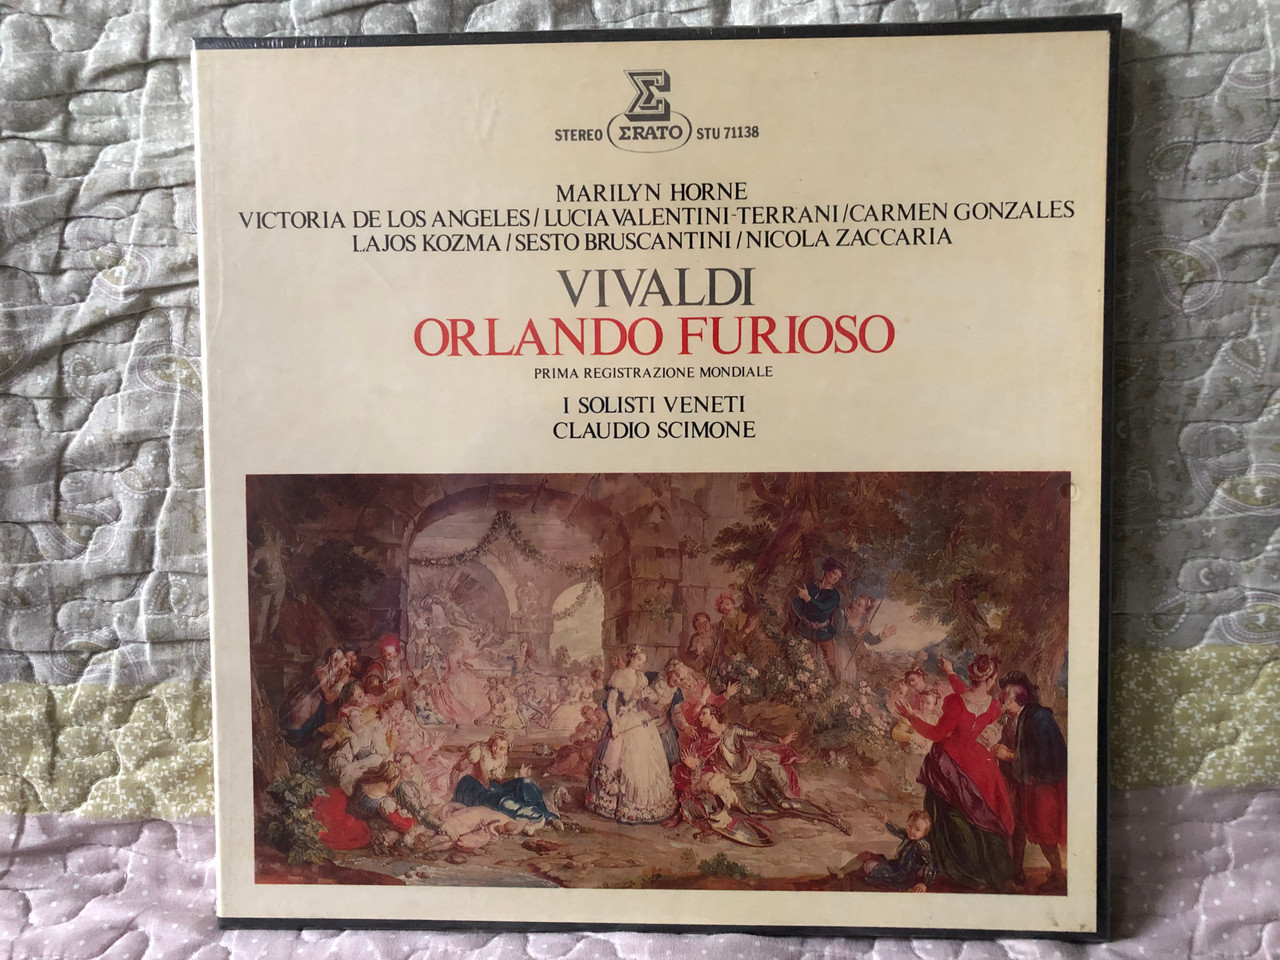 STEREO ΣRATO STU 71138
MARILYN HORNE
VICTORIA DE LOS ANGELES/LUCIA VALENTINI-TERRANI/CARMEN GONZALES
LAJOS KOZMA/SESTO BRUSCANTINI/NICOLA ZACCARIA
VIVALDI
ORLANDO FURIOSO
PRIMA REGISTRAZIONE MONDIALE
I SOLISTI VENETI
CLAUDIO SCIMONE